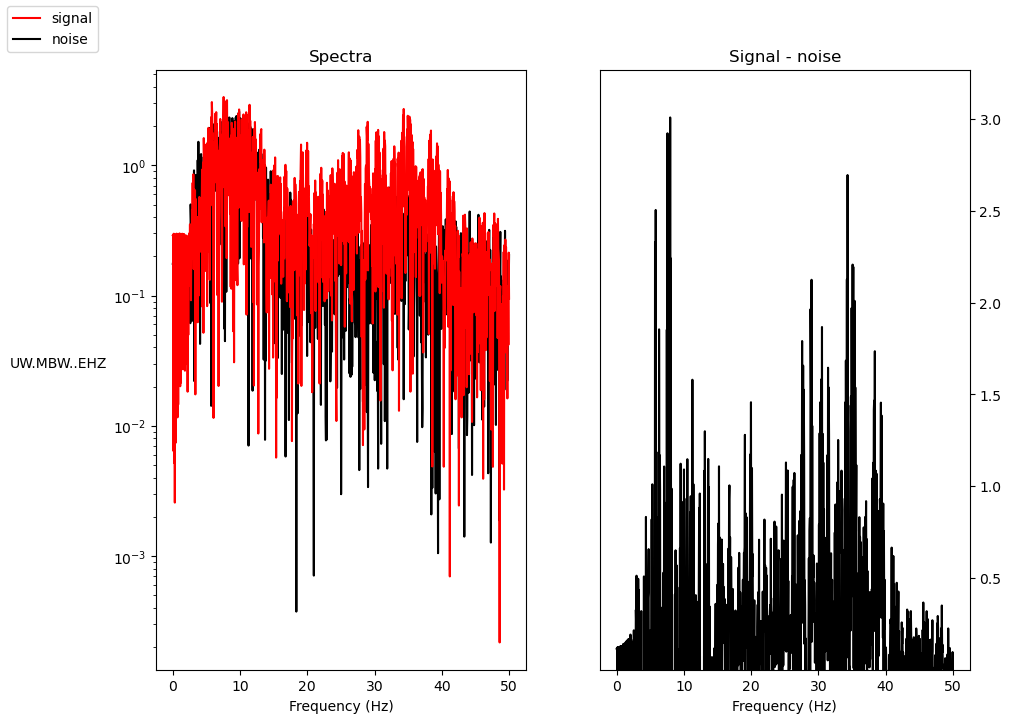 signal
noise
Spectra
Signal - noise
10^0
10^-1
10^-2
10^-3
UW.MBW..EHZ
3.0
2.5
2.0
1.5
1.0
0.5
0 10 20 30 40 50
0 10 20 30 40 50
Frequency (Hz)
Frequency (Hz)